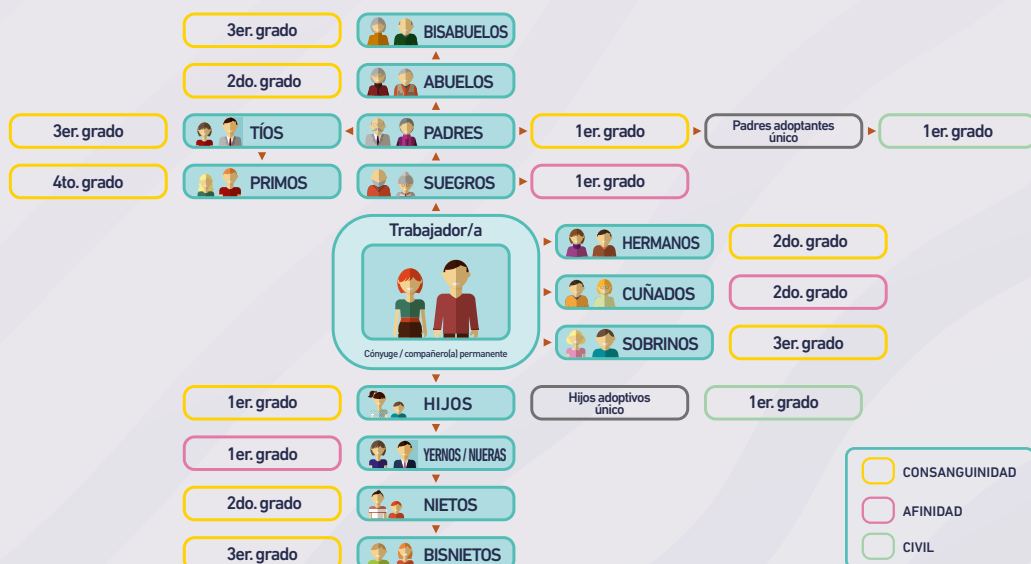 3er. grado
BISABUELOS
2do. grado
ABUELOS
3er. grado
TÍOS
PADRES
1er. grado
Padres adoptantes
único
1er. grado
4to. grado
PRIMOS
SUEGROS
1er. grado
Trabajador/a
Cónyuge / compañero(a) permanente
HERMANOS
2do. grado
CUÑADOS
2do. grado
SOBRINOS
3er. grado
1er. grado
HIJOS
Hijos adoptivos
único
1er. grado
1er. grado
YERNOS / NUERAS
2do. grado
NIETOS
3er. grado
BISNIETOS
CONSANGUINIDAD
AFINIDAD
CIVIL